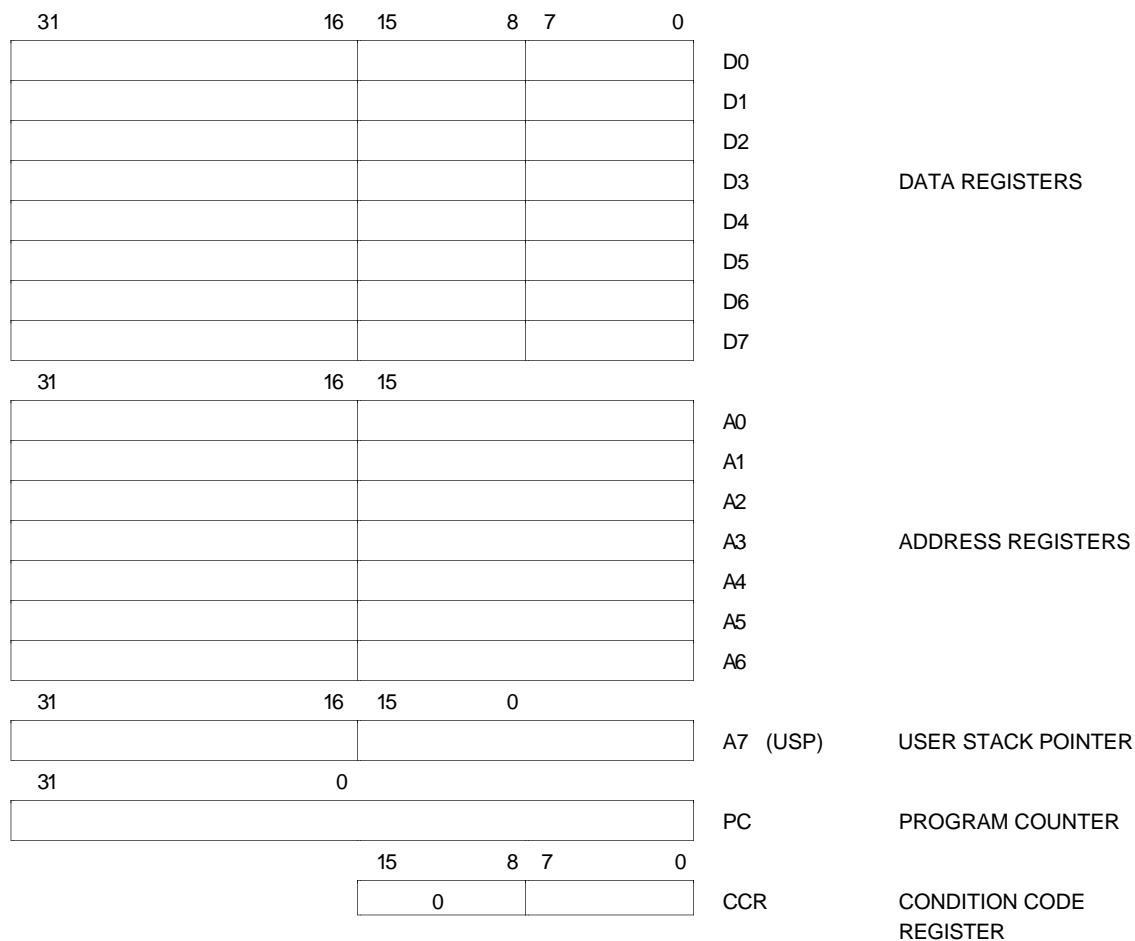 31 16 15 8 7 0
D0
D1
D2
D3 DATA REGISTERS
D4
D5
D6
D7
31 16 15
A0
A1
A2
A3 ADDRESS REGISTERS
A4
A5
A6
31 16 15 0
A7 (USP) USER STACK POINTER
31 0
PC PROGRAM COUNTER
15 8 7 0
0 CCR CONDITION CODE
REGISTER